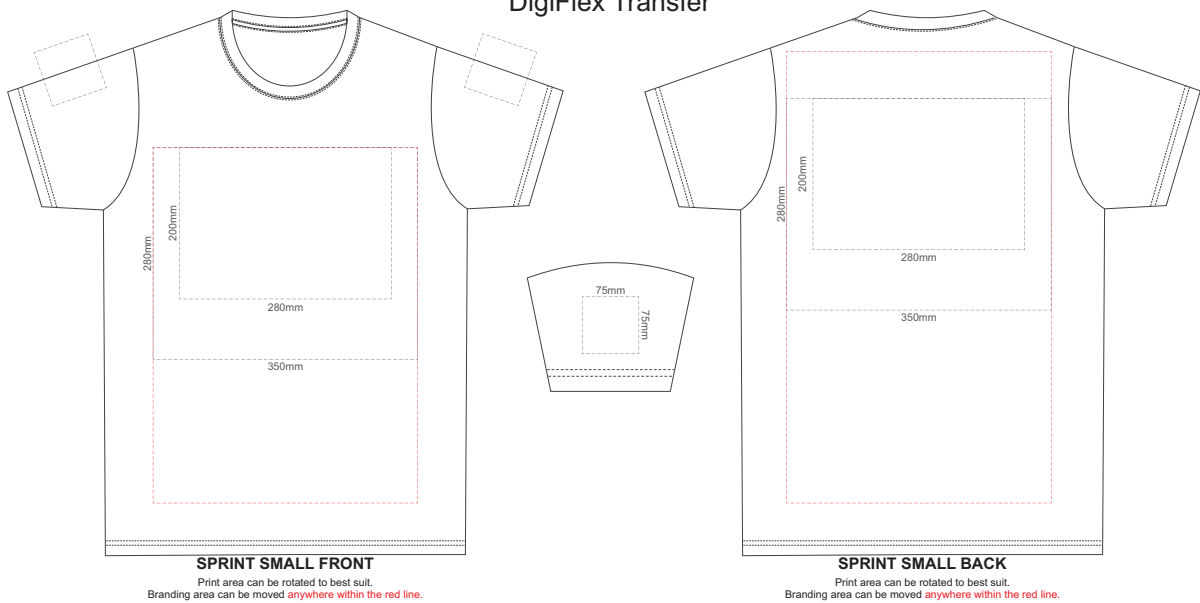 DigiFlex Transfer
280mm
200mm
280mm
350mm
75mm
75mm
280mm
200mm
280mm
350mm
SPRINT SMALL FRONT
Print area can be rotated to best suit.
Branding area can be moved anywhere within the red line.
SPRINT SMALL BACK
Print area can be rotated to best suit.
Branding area can be moved anywhere within the red line.